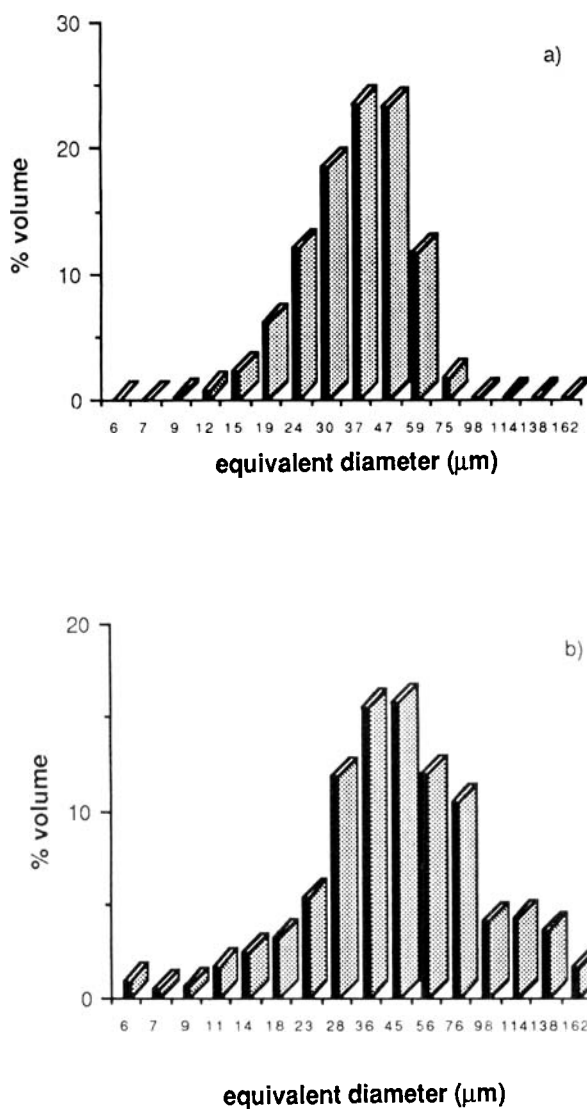 a)
30
20
10
0
% volume
6 7 9 12 15 19 24 30 37 47 59 75 98 114 138 162
equivalent diameter (μm)
b)
20
10
0
% volume
6 7 9 11 14 18 23 28 36 45 56 76 98 114 138 162
equivalent diameter (μm)